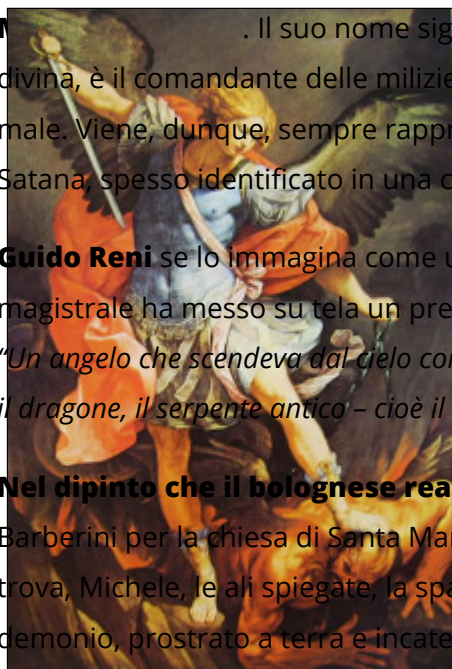 . Il suo nome sig
divina, è il comandante delle milizie
male. Viene, dunque, sempre rappr
Satana, spesso identificato in una c
Guido Reni se lo immagina come u
magistrale ha messo su tela un pre
“Un angelo che scendeva dal cielo con
il dragone, il serpente antico – cioè il
Nel dipinto che il bolognese rea
Barberini per la chiesa di Santa Mar
trova, Michele, le ali spiegate, la spa
demonio, prostrato a terra e incate